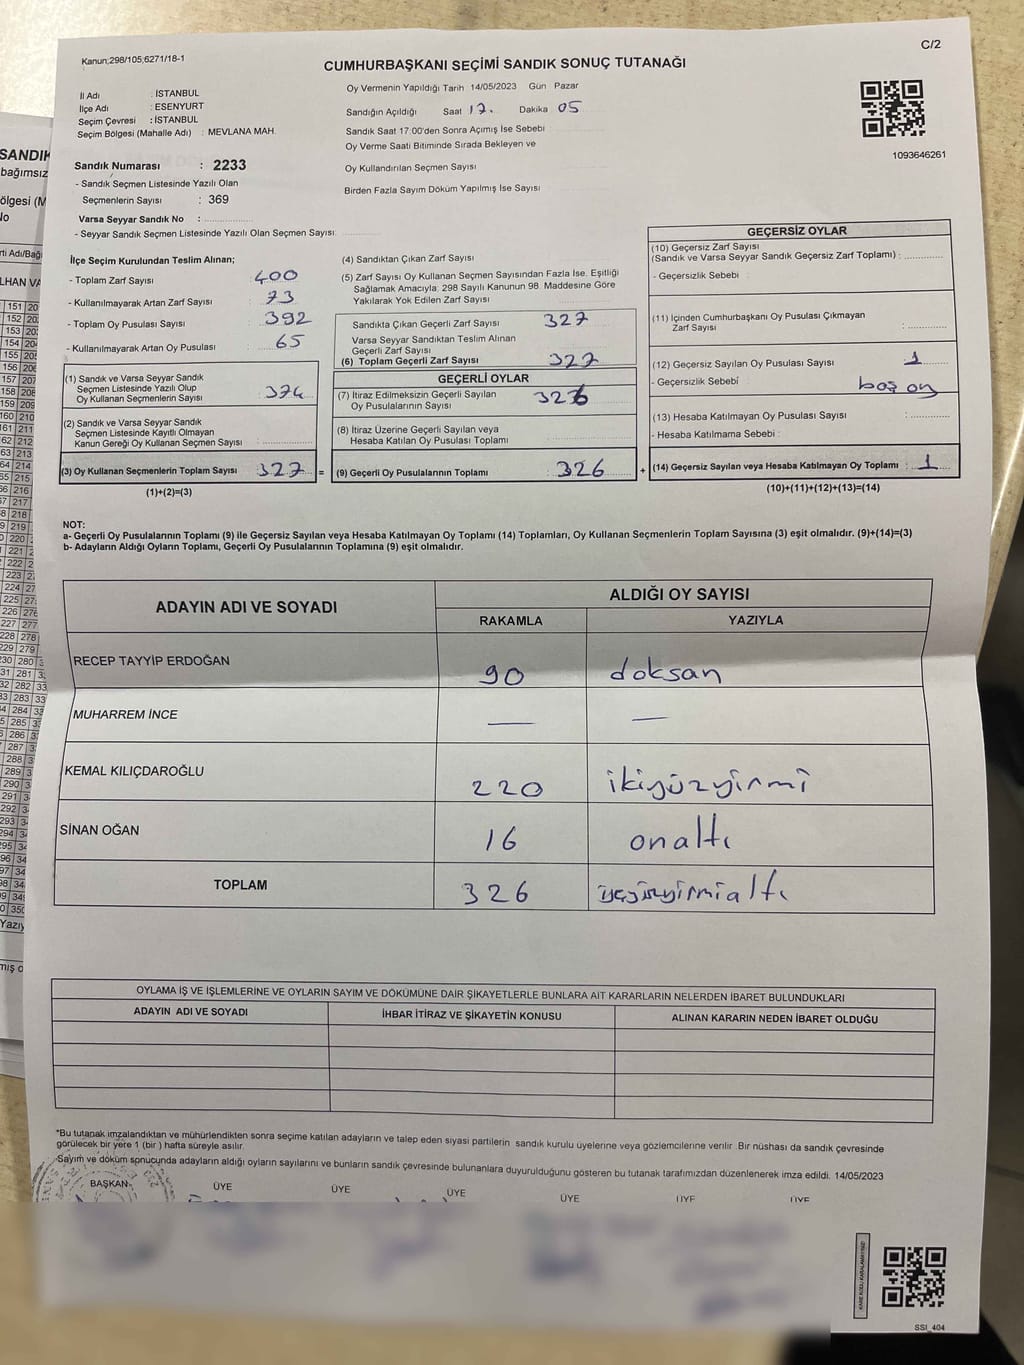 C/2
Kanun;298/105;6271/18-1
CUMHURBAŞKANI SEÇİMİ SANDIK SONUÇ TUTANAĞI
İl Adı : İSTANBUL
İlçe Adı : ESENYURT
Seçim Çevresi : İSTANBUL
Seçim Bölgesi (Mahalle Adı) : MEVLANA MAH.
Oy Vermenin Yapıldığı Tarih 14/05/2023 Gün Pazar
Sandığın Açıldığı Saat 17. Dakika 05
Sandık Saat 17.00'den Sonra Açımış İse Sebebi
Oy Verme Saati Bitiminde Sırada Bekleyen ve
Oy Kullandırılan Seçmen Sayısı
Birden Fazla Sayım Döküm Yapılmış İse Sayısı
1093646261
Sandık Numarası : 2233
- Sandık Seçmen Listesinde Yazılı Olan
Seçmenlerin Sayısı : 369
Varsa Seyyar Sandık No :
- Seyyar Sandık Seçmen Listesinde Yazılı Olan Seçmen Sayısı:
İlçe Seçim Kurulundan Teslim Alınan;
- Toplam Zarf Sayısı 400
- Kullanılmayarak Artan Zarf Sayısı 73
- Toplam Oy Pusulası Sayısı 392
- Kullanılmayarak Artan Oy Pusulası 65
(1) Sandık ve Varsa Seyyar Sandık
Seçmen Listesinde Yazılı Olup
Oy Kullanan Seçmenlerin Sayısı : 374
(2) Sandık ve Varsa Seyyar Sandık
Seçmen Listesinde Kayıtlı Olmayan
Kanun Gereği Oy Kullanan Seçmen Sayısı :
(3) Oy Kullanan Seçmenlerin Toplam Sayısı : 327 =
(1)+(2)=(3)
(4) Sandıktan Çıkan Zarf Sayısı
(5) Zarf Sayısı Oy Kullanan Seçmen Sayısından Fazla İse, Eşitliği
Sağlamak Amacıyla, 298 Sayılı Kanunun 98. Maddesine Göre
Yakılarak Yok Edilen Zarf Sayısı
Sandıkta Çıkan Geçerli Zarf Sayısı 327
Varsa Seyyar Sandıktan Teslim Alınan
Geçerli Zarf Sayısı
(6) Toplam Geçerli Zarf Sayısı 327
GEÇERLİ OYLAR
(7) İtiraz Edilmeksizin Geçerli Sayılan
Oy Pusulalarının Sayısı : 326
(8) İtiraz Üzerine Geçerli Sayılan veya
Hesaba Katılan Oy Pusulası Toplamı
(9) Geçerli Oy Pusulalarının Toplamı : 326 +
GEÇERSİZ OYLAR
(10) Geçersiz Zarf Sayısı
(Sandık ve Varsa Seyyar Sandık Geçersiz Zarf Toplamı) :
- Geçersizlik Sebebi :
(11) İçinden Cumhurbaşkanı Oy Pusulası Çıkmayan
Zarf Sayısı :
(12) Geçersiz Sayılan Oy Pusulası Sayısı : 1
- Geçersizlik Sebebi : boş oy
(13) Hesaba Katılmayan Oy Pusulası Sayısı :
- Hesaba Katılmama Sebebi :
(14) Geçersiz Sayılan veya Hesaba Katılmayan Oy Toplamı : 1
(10)+(11)+(12)+(13)=(14)
NOT:
a- Geçerli Oy Pusulalarının Toplamı (9) ile Geçersiz Sayılan veya Hesaba Katılmayan Oy Toplamı (14) Toplamları, Oy Kullanan Seçmenlerin Toplam Sayısına (3) eşit olmalıdır. (9)+(14)=(3)
b- Adayların Aldığı Oyların Toplamı, Geçerli Oy Pusulalarının Toplamına (9) eşit olmalıdır.
ADAYIN ADI VE SOYADI ALDIĞI OY SAYISI
RAKAMLA YAZIYLA
RECEP TAYYİP ERDOĞAN 90 doksan
MUHARREM İNCE — —
KEMAL KILIÇDAROĞLU 220 ikiyüzyirmi
SİNAN OĞAN 16 onaltı
TOPLAM 326 üçyüzyirmialtı
OYLAMA İŞ VE İŞLEMLERİNE VE OYLARIN SAYIM VE DÖKÜMÜNE DAİR ŞİKAYETLERLE BUNLARA AİT KARARLARIN NELERDEN İBARET BULUNDUKLARI
ADAYIN ADI VE SOYADI İHBAR İTİRAZ VE ŞİKAYETİN KONUSU ALINAN KARARIN NEDEN İBARET OLDUĞU
*Bu tutanak imzalandıktan ve mühürlendikten sonra seçime katılan adayların ve talep eden siyasi partilerin sandık kurulu üyelerine veya gözlemcilerine verilir. Bir nüshası da sandık çevresinde
görülecek bir yere 1 (bir ) hafta süreyle asılır.
Sayım ve döküm sonucunda adayların aldığı oyların sayılarını ve bunların sandık çevresinde bulunanlara duyurulduğunu gösteren bu tutanak tarafımızdan düzenlenerek imza edildi. 14/05/2023
BAŞKAN ÜYE ÜYE ÜYE ÜYE ÜYE ÜYE
KARE KODU KARALAMAYINIZ!
SSI_404